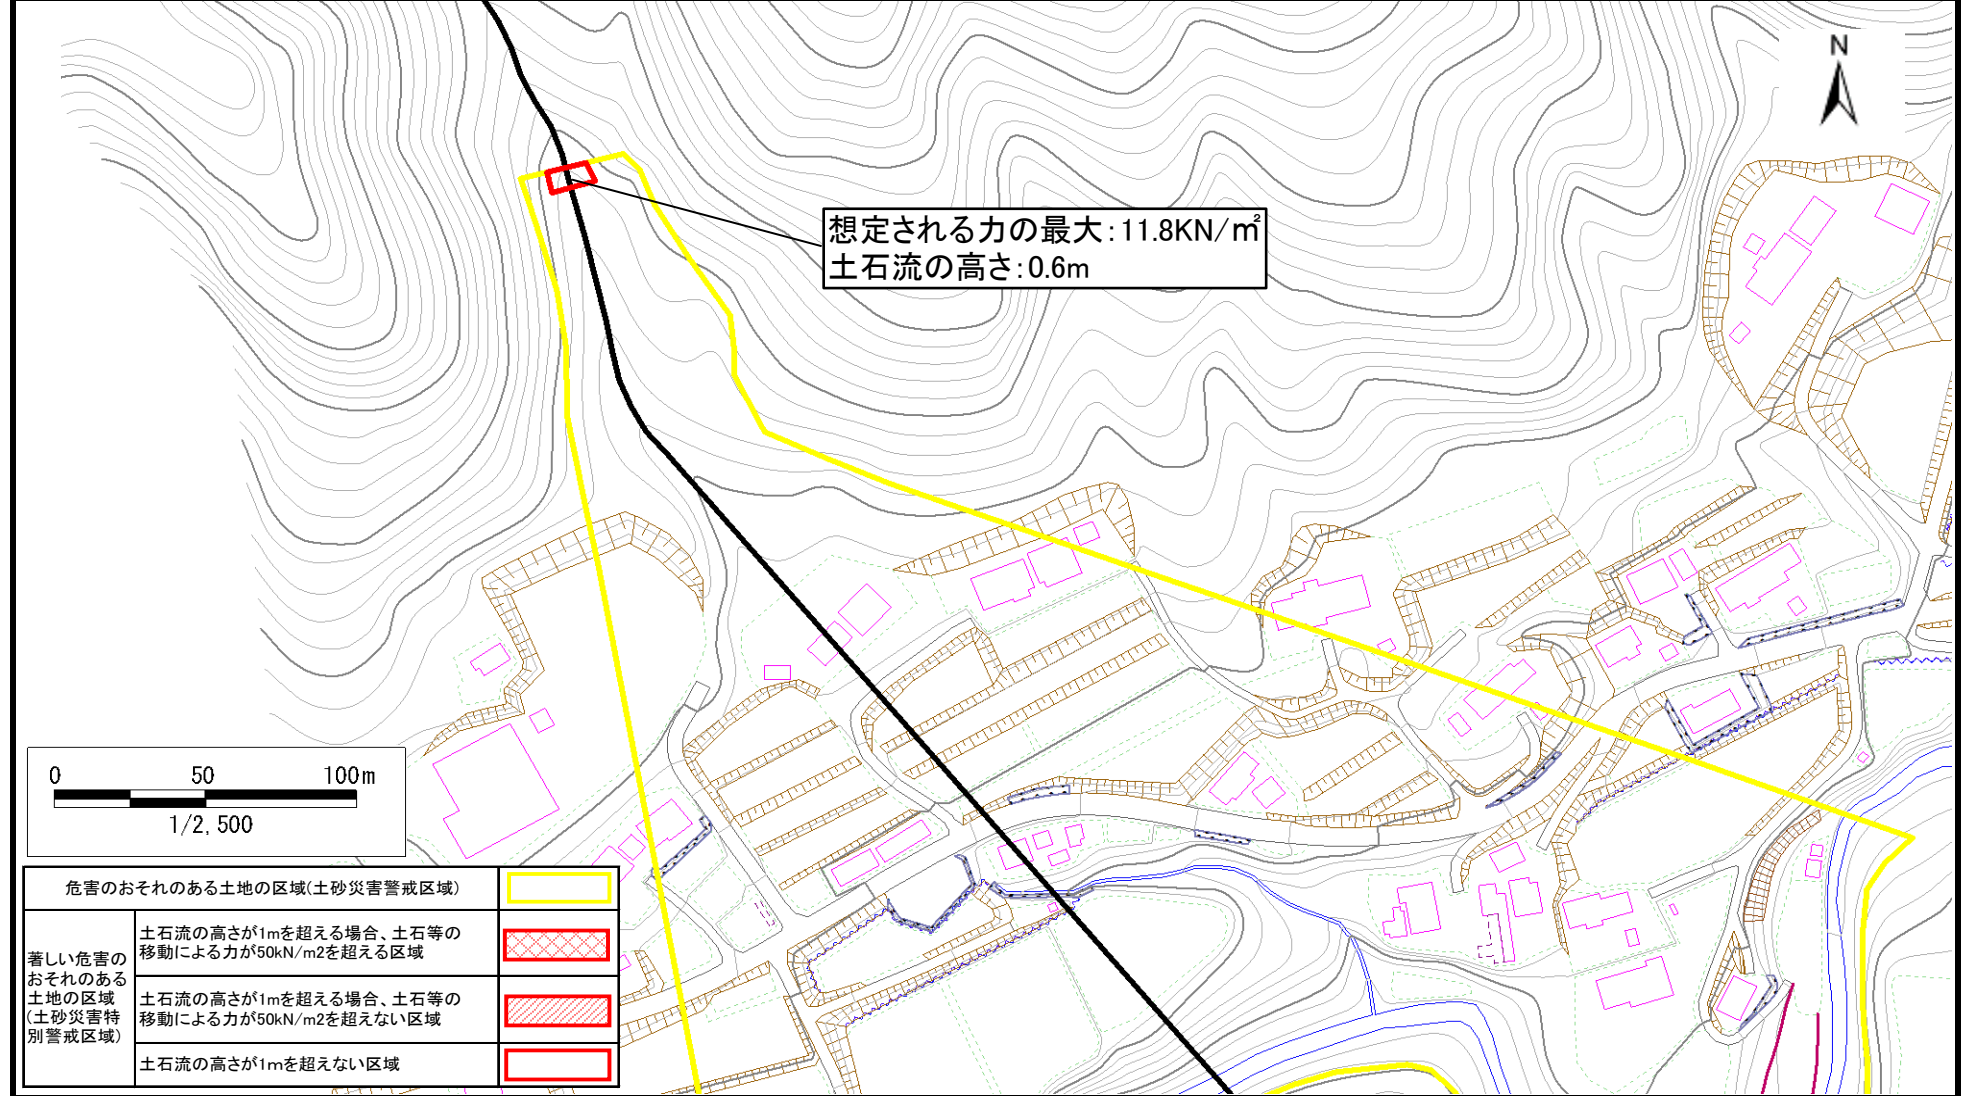 N
想定される力の最大：11.8KN/㎡
土石流の高さ：0.6m
0 50 100m
1/2,500
危害のおそれのある土地の区域(土砂災害警戒区域)
著しい危害の
おそれのある
土地の区域
(土砂災害特
別警戒区域)
土石流の高さが1mを超える場合、土石等の
移動による力が50kN/m2を超える区域
土石流の高さが1mを超える場合、土石等の
移動による力が50kN/m2を超えない区域
土石流の高さが1mを超えない区域